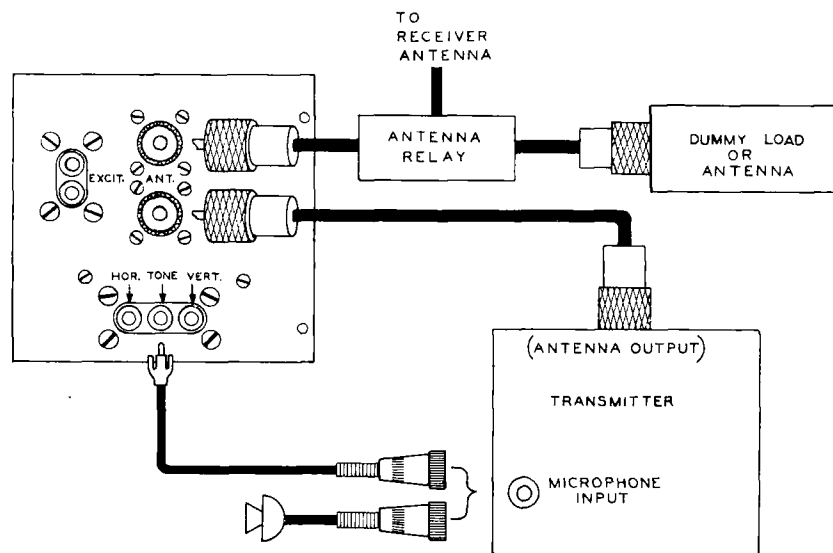 TO
RECEIVER
ANTENNA
ANTENNA
RELAY
DUMMY LOAD
OR
ANTENNA
EXCIT. ANT.
HOR. TONE VERT.
(ANTENNA OUTPUT)
TRANSMITTER
MICROPHONE
INPUT